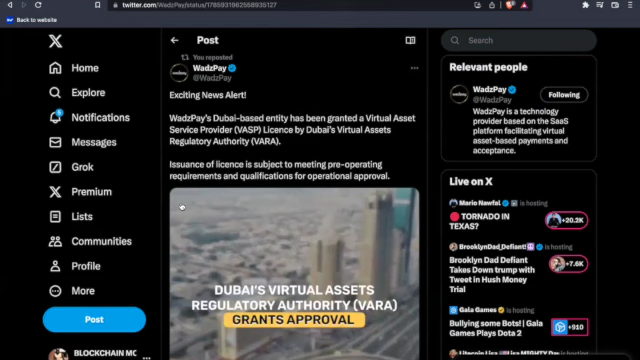 twitter.com/WadzPay/status/1785931962558935127
Back to website
Home
Explore
5
Notifications
Messages
Grok
Premium
Lists
Communities
Profile
More
Post
BLOCKCHAIN MO
Post
You reposted
WadzPay
@WadzPay
Exciting News Alert!
WadzPay's Dubai-based entity has been granted a Virtual Asset
Service Provider (VASP) Licence by Dubai's Virtual Assets
Regulatory Authority (VARA).
Issuance of licence is subject to meeting pre-operating
requirements and qualifications for operational approval.
DUBAI'S VIRTUAL ASSETS
REGULATORY AUTHORITY (VARA)
GRANTS APPROVAL
Search
Relevant people
WadzPay
@WadzPay
Following
WadzPay is a technology
provider based on the SaaS
platform facilitating virtual
asset-based payments and
acceptance.
Live on X
Mario Nawfal is hosting
TORNADO IN
TEXAS?
+20.2K
BrooklynDad_Defiant! is hosting
Brooklyn Dad Defiant
Takes Down trump with
Tweet in Hush Money
Trial
+7.6K
Gala Games is hosting
Bullying some Bots! | Gala
Games Plays Dota 2
+910